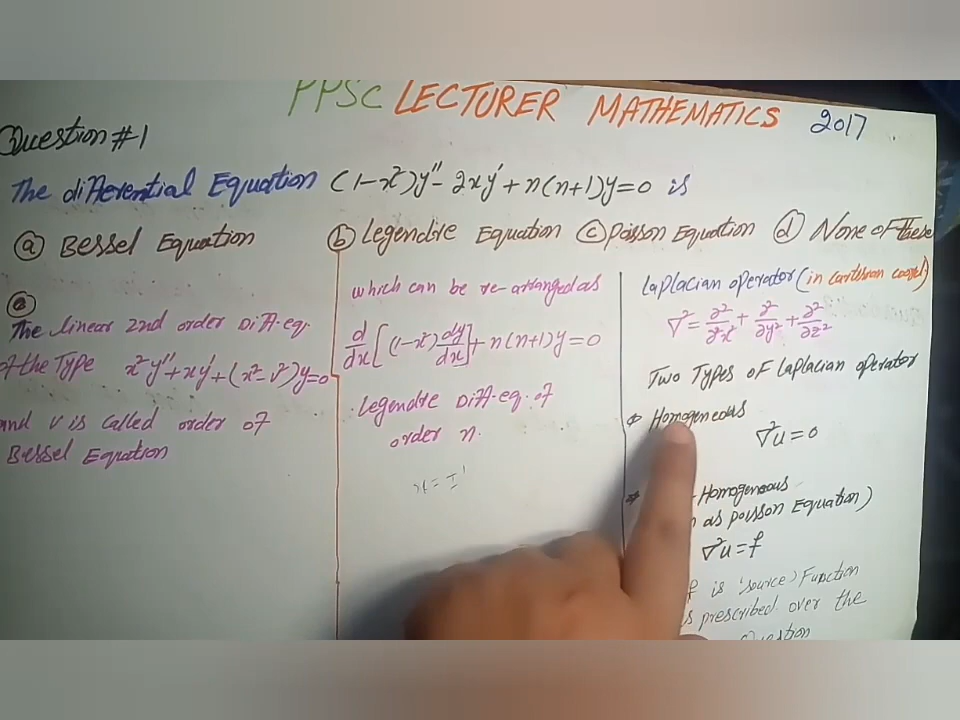 PPSC LECTURER MATHEMATICS 2017
Question #1
The differential Equation (1-x²)y″- 2xy′ + n(n+1)y=0 is
(a) Bessel Equation (b) Legendre Equation (c) Poisson Equation (d) None of These
(a)
The linear 2nd order Diff. eq.
of the Type x²y″+xy′+(x²-v²)y=0
and v is called order of
Bessel Equation
which can be re-arranged as
d/dx[(1-x²)dy/dx]+n(n+1)y=0
Legendre Diff. eq. of
order n.
x = ±1
Laplacian operator (in cartesian coord)
∇²= ∂²/∂x² + ∂²/∂y² + ∂²/∂z²
Two Types of Laplacian operator
Homogeneous
∇²u=0
-Homogeneous
as poisson Equation)
∇²u=f
f is 'source' Function
is prescribed over the